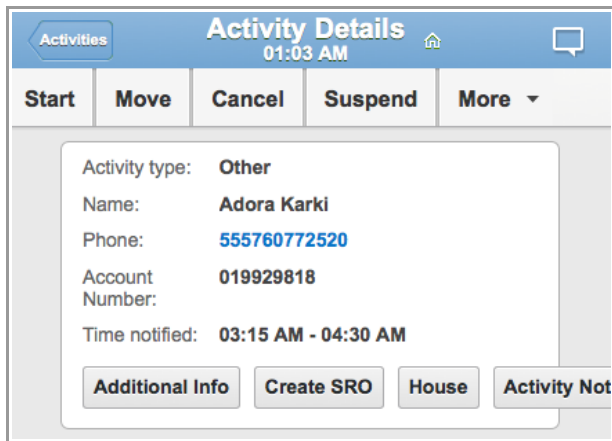 Activities
Activity Details
01:03 AM
Start Move Cancel Suspend More
Activity type: Other
Name: Adora Karki
Phone: 555760772520
Account
Number: 019929818
Time notified: 03:15 AM - 04:30 AM
Additional Info Create SRO House Activity Not